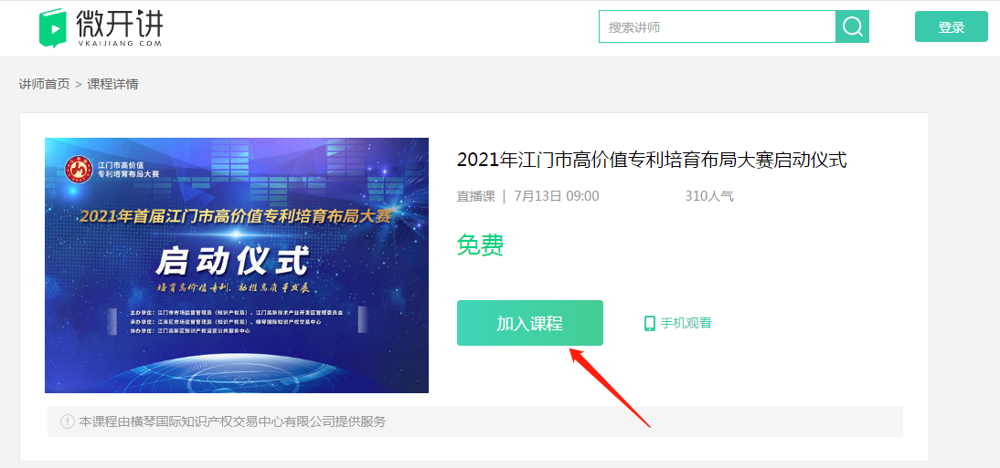 微开讲
VKAIJIANG.COM
搜索讲师
登录
讲师首页 > 课程详情
江门市高价值
专利培育布局大赛
2021年首届江门市高价值专利培育布局大赛
启动仪式
培育高价值专利,助推高质量发展
主办单位：江门市市场监督管理局（知识产权局）、江门高新技术产业开发区管理委员会
承办单位：江海区市场监督管理局（知识产权局）、横琴国际知识产权交易中心
协办单位：江门高新区知识产权运营公共服务中心
2021年江门市高价值专利培育布局大赛启动仪式
直播课 | 7月13日 09:00 310人气
免费
加入课程
手机观看
本课程由横琴国际知识产权交易中心有限公司提供服务